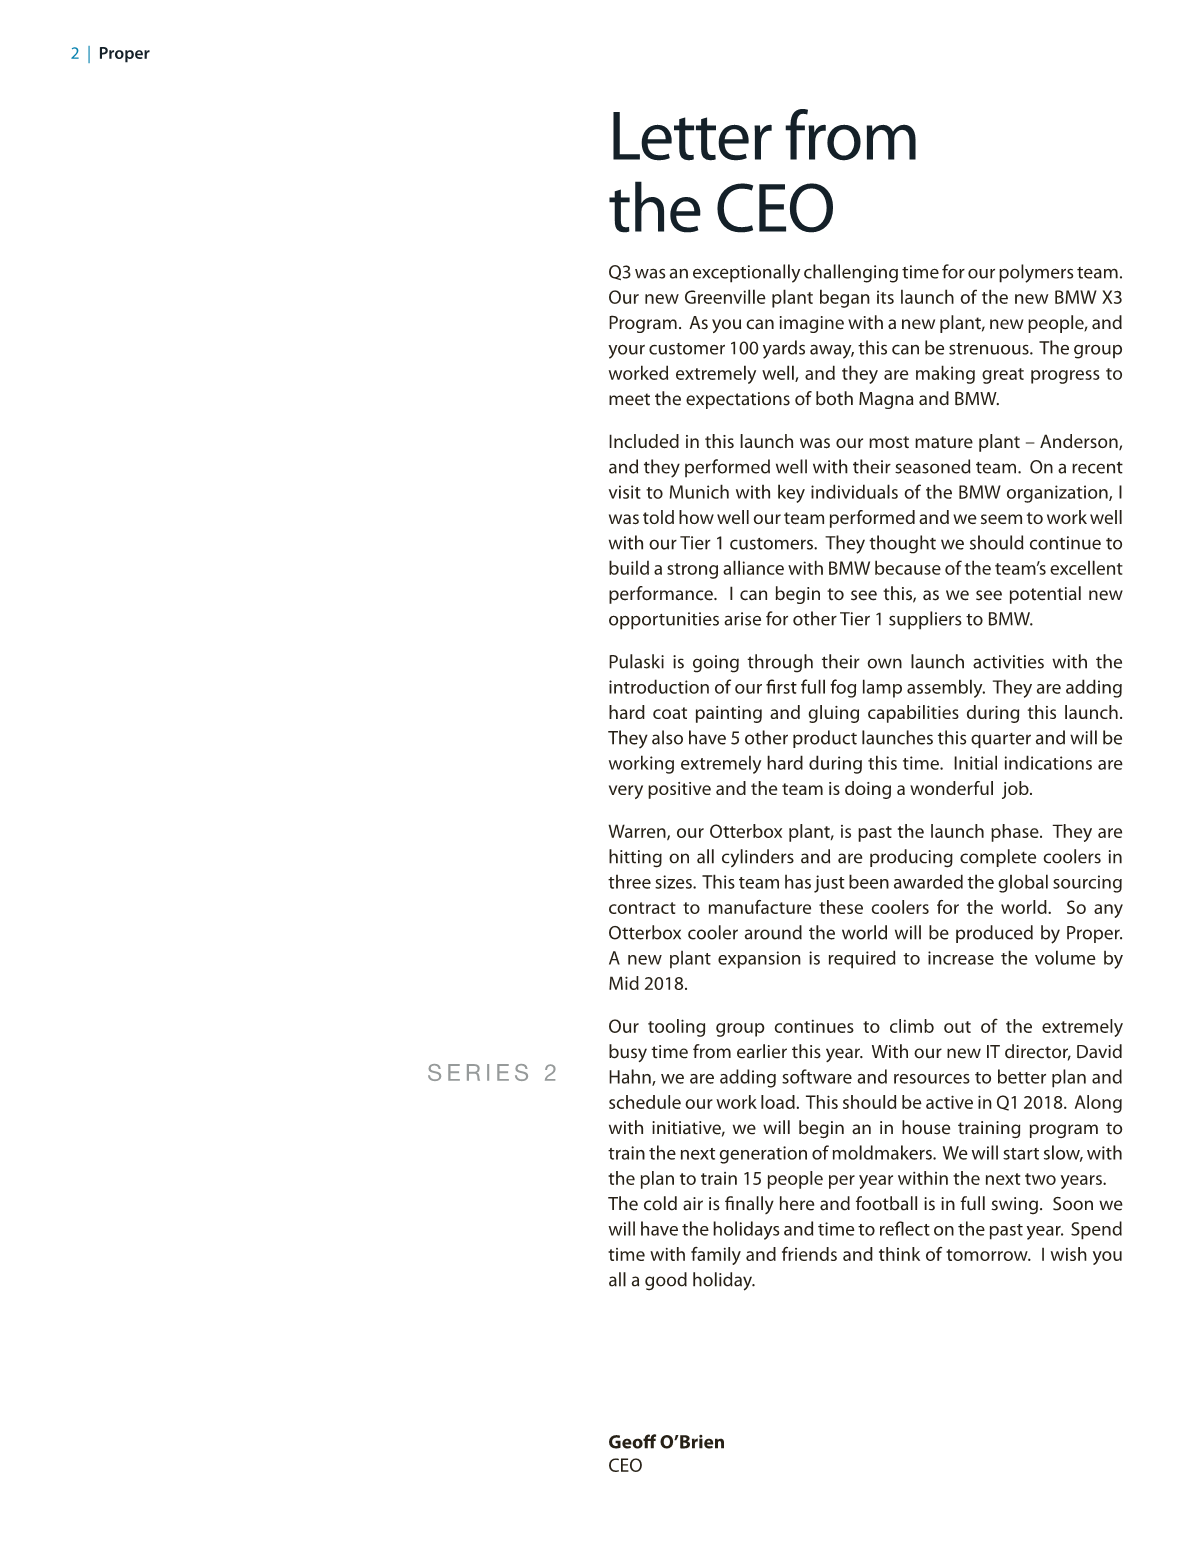 2 | Proper
Letter from
the CEO
Q3 was an exceptionally challenging time for our polymers team.
Our new Greenville plant began its launch of the new BMW X3
Program. As you can imagine with a new plant, new people, and
your customer 100 yards away, this can be strenuous. The group
worked extremely well, and they are making great progress to
meet the expectations of both Magna and BMW.
Included in this launch was our most mature plant – Anderson,
and they performed well with their seasoned team. On a recent
visit to Munich with key individuals of the BMW organization, I
was told how well our team performed and we seem to work well
with our Tier 1 customers. They thought we should continue to
build a strong alliance with BMW because of the team’s excellent
performance. I can begin to see this, as we see potential new
opportunities arise for other Tier 1 suppliers to BMW.
Pulaski is going through their own launch activities with the
introduction of our first full fog lamp assembly. They are adding
hard coat painting and gluing capabilities during this launch.
They also have 5 other product launches this quarter and will be
working extremely hard during this time. Initial indications are
very positive and the team is doing a wonderful job.
Warren, our Otterbox plant, is past the launch phase. They are
hitting on all cylinders and are producing complete coolers in
three sizes. This team has just been awarded the global sourcing
contract to manufacture these coolers for the world. So any
Otterbox cooler around the world will be produced by Proper.
A new plant expansion is required to increase the volume by
Mid 2018.
Our tooling group continues to climb out of the extremely
busy time from earlier this year. With our new IT director, David
Hahn, we are adding software and resources to better plan and
schedule our work load. This should be active in Q1 2018. Along
with initiative, we will begin an in house training program to
train the next generation of moldmakers. We will start slow, with
the plan to train 15 people per year within the next two years.
The cold air is finally here and football is in full swing. Soon we
will have the holidays and time to reflect on the past year. Spend
time with family and friends and think of tomorrow. I wish you
all a good holiday.
SERIES 2
Geoff O’Brien
CEO